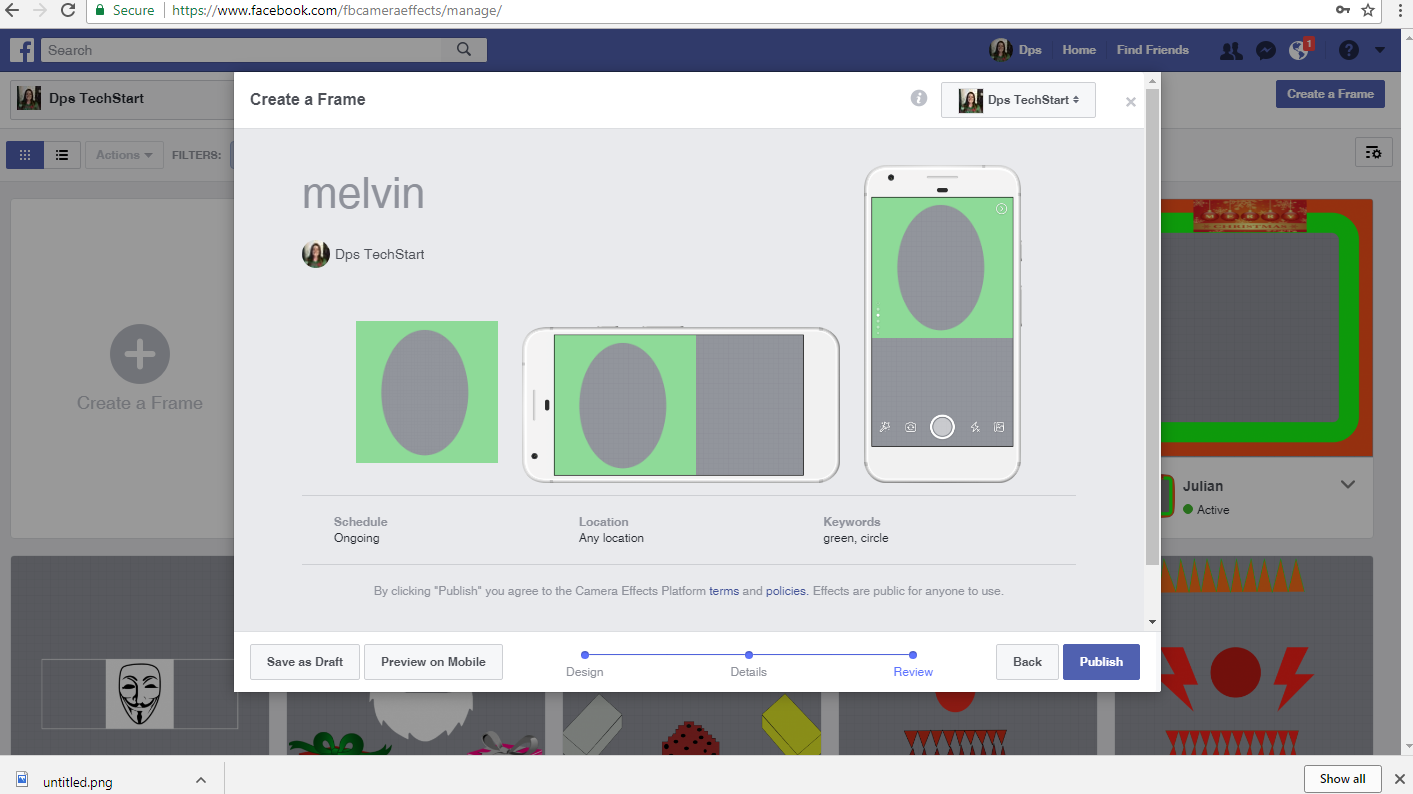 Secure
https://www.facebook.com/fbcameraeffects/manage/
Search
Dps
Home
Find Friends
1
Dps TechStart
Create a Frame
Dps TechStart
Create a Frame
Actions
FILTERS:
melvin
Dps TechStart
MERRY
CHRISTMAS
Create a Frame
Julian
Active
Schedule
Location
Keywords
Ongoing
Any location
green, circle
By clicking "Publish" you agree to the Camera Effects Platform terms and policies. Effects are public for anyone to use.
Save as Draft
Preview on Mobile
Design
Details
Review
Back
Publish
untitled.png
Show all